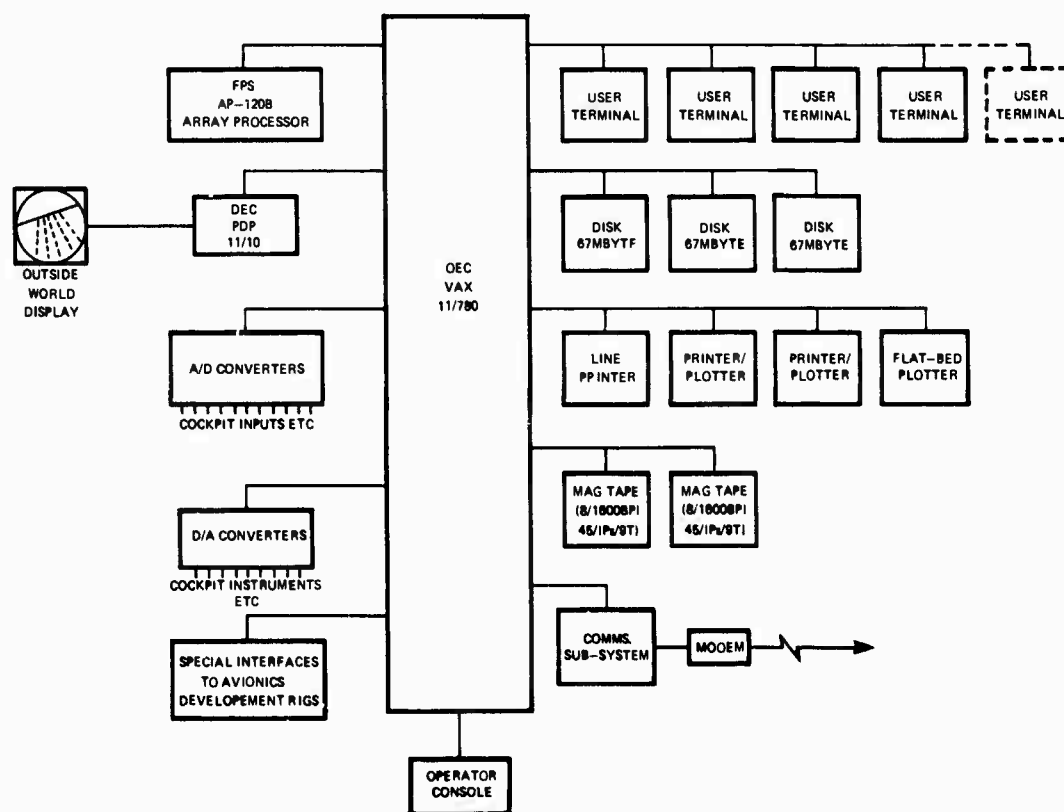 FPS
AP-120B
ARRAY PROCESSOR
USER
TERMINAL
USER
TERMINAL
USER
TERMINAL
USER
TERMINAL
USER
TERMINAL
DEC
PDP
11/10
OUTSIDE
WORLD
DISPLAY
OEC
VAX
11/780
DISK
67MBYTF
DISK
67MBYTE
DISK
67MBYTE
A/D CONVERTERS
COCKPIT INPUTS ETC
LINE
PPINTER
PRINTER/
PLOTTER
PRINTER/
PLOTTER
FLAT-BED
PLOTTER
D/A CONVERTERS
COCKPIT INSTRUMENTS
ETC
MAG TAPE
(8/1600BPI
45/IPs/9T)
MAG TAPE
(8/1600BPI
45/IPs/9T)
SPECIAL INTERFACES
TO AVIONICS
DEVELOPEMENT RIGS
COMMS.
SUB-SYSTEM
MOOEM
OPERATOR
CONSOLE